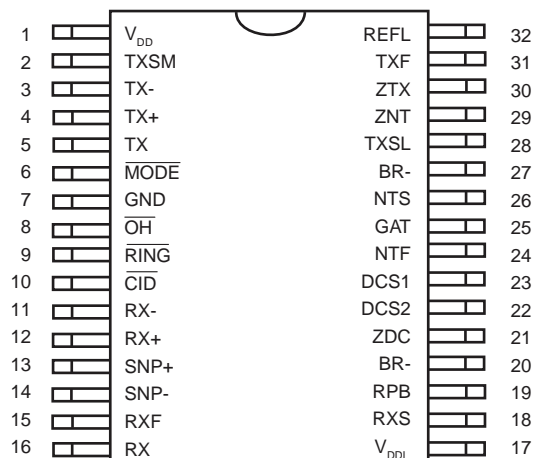 1 V_DD REFL 32
2 TXSM TXF 31
3 TX- ZTX 30
4 TX+ ZNT 29
5 TX TXSL 28
6 MODE BR- 27
7 GND NTS 26
8 OH GAT 25
9 RING NTF 24
10 CID DCS1 23
11 RX- DCS2 22
12 RX+ ZDC 21
13 SNP+ BR- 20
14 SNP- RPB 19
15 RXF RXS 18
16 RX V_DDL 17